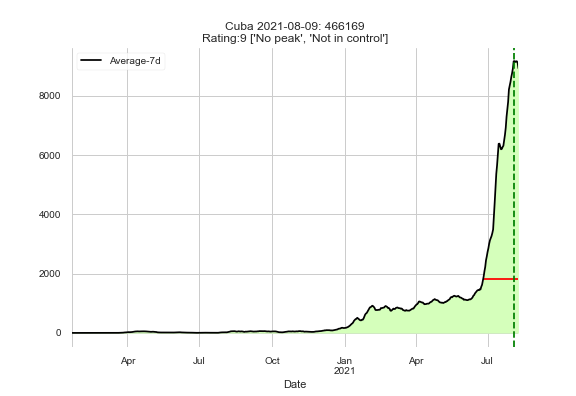 Cuba 2021-08-09: 466169
Rating:9 ['No peak', 'Not in control']
Average-7d
8000
6000
4000
2000
0
Apr
Jul
Oct
Jan
2021
Apr
Jul
Date